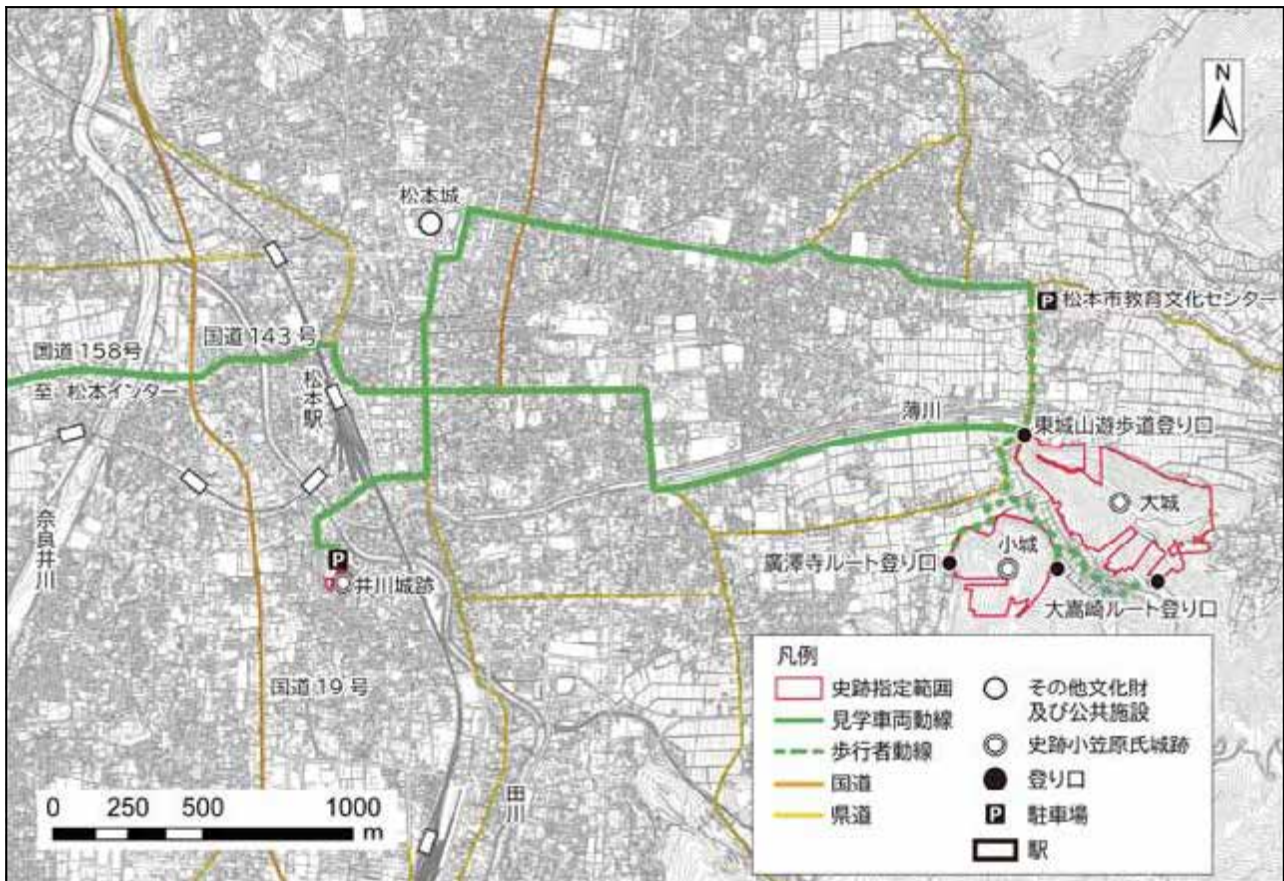 N
松本城
P
松本市教育文化センター
国道143号
国道158号
至 松本インター
松本駅
薄川
東城山遊歩道登り口
大城
小城
廣澤寺ルート登り口
大嵩崎ルート登り口
奈良井川
P
井川城跡
国道19号
田川
0 250 500 1000
m
凡例
史跡指定範囲
見学車両動線
歩行者動線
国道
県道
その他文化財
及び公共施設
史跡小笠原氏城跡
登り口
P 駐車場
駅